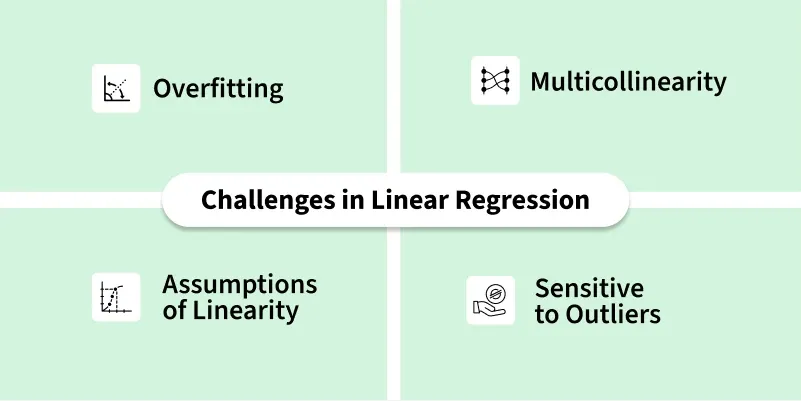 Overfitting
Multicollinearity
Challenges in Linear Regression
Assumptions
of Linearity
Sensitive
to Outliers